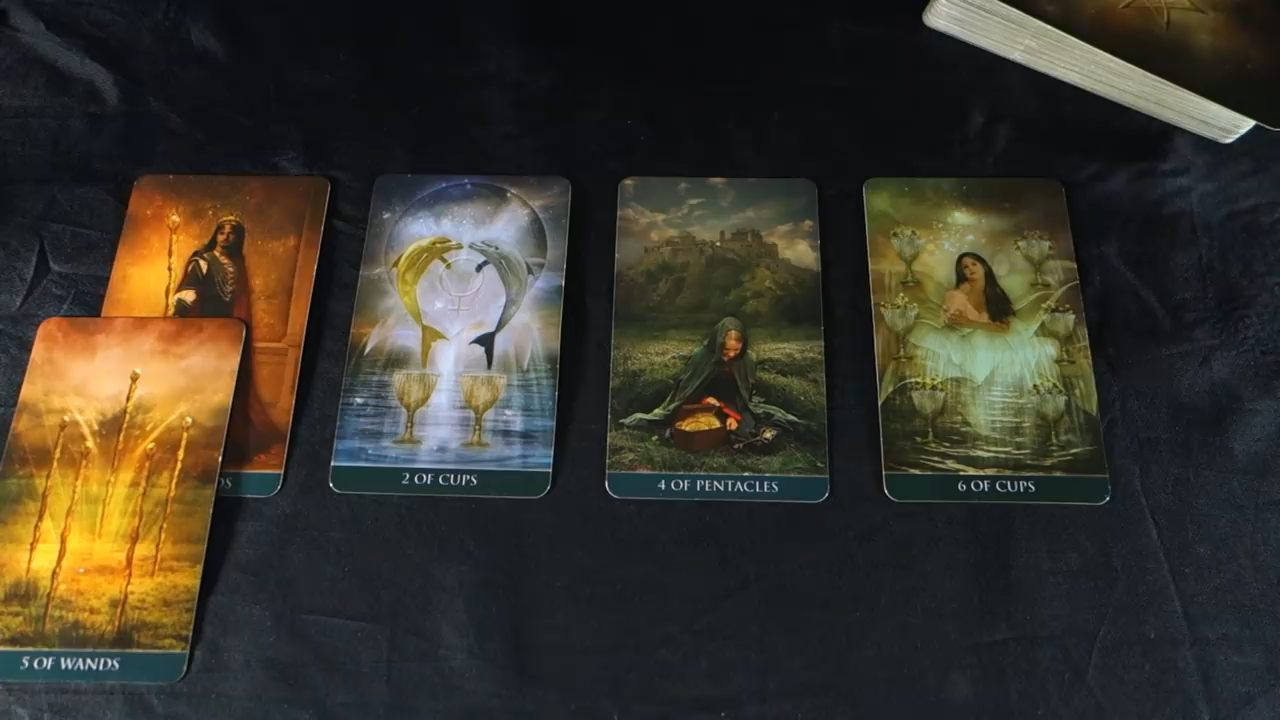 2 OF CUPS
4 OF PENTACLES
6 OF CUPS
5 OF WANDS